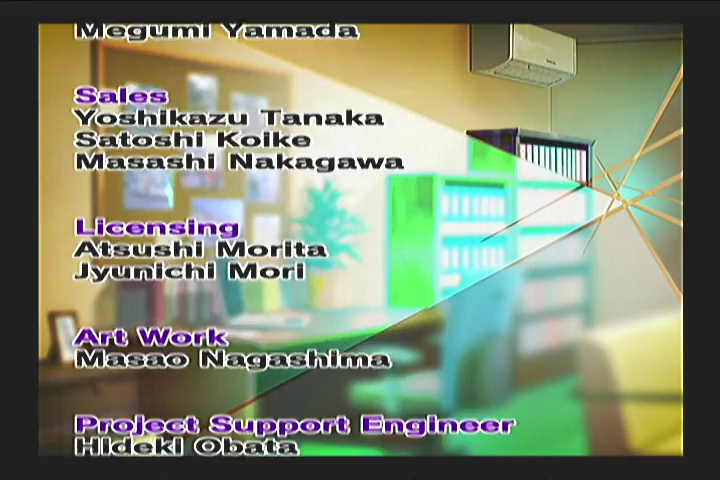 Megumi Yamada
Sales
Yoshikazu Tanaka
Satoshi Koike
Masashi Nakagawa
Licensing
Atsushi Morita
Jyunichi Mori
Art Work
Masao Nagashima
Project Support Engineer
Hideki Obata